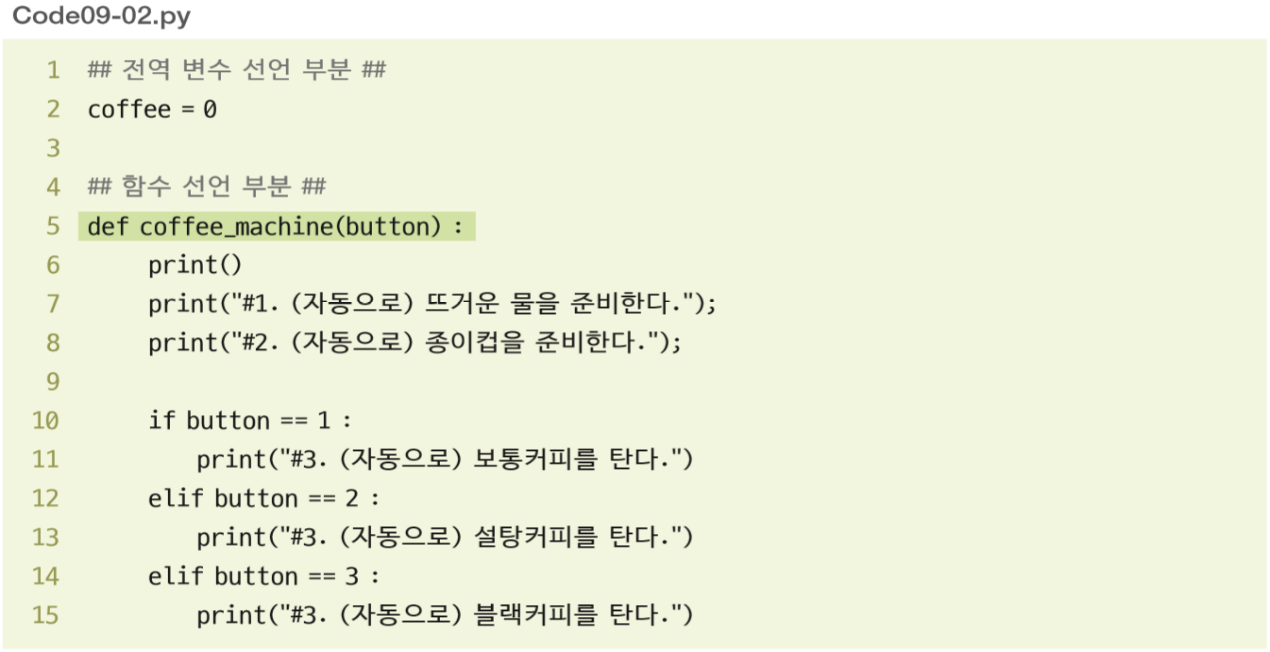 Code09-02.py
1 ## 전역 변수 선언 부분 ##
2 coffee = 0
3
4 ## 함수 선언 부분 ##
5 def coffee_machine(button) :
6     print()
7     print("#1. (자동으로) 뜨거운 물을 준비한다.");
8     print("#2. (자동으로) 종이컵을 준비한다.");
9
10     if button == 1 :
11         print("#3. (자동으로) 보통커피를 탄다.")
12     elif button == 2 :
13         print("#3. (자동으로) 설탕커피를 탄다.")
14     elif button == 3 :
15         print("#3. (자동으로) 블랙커피를 탄다.")